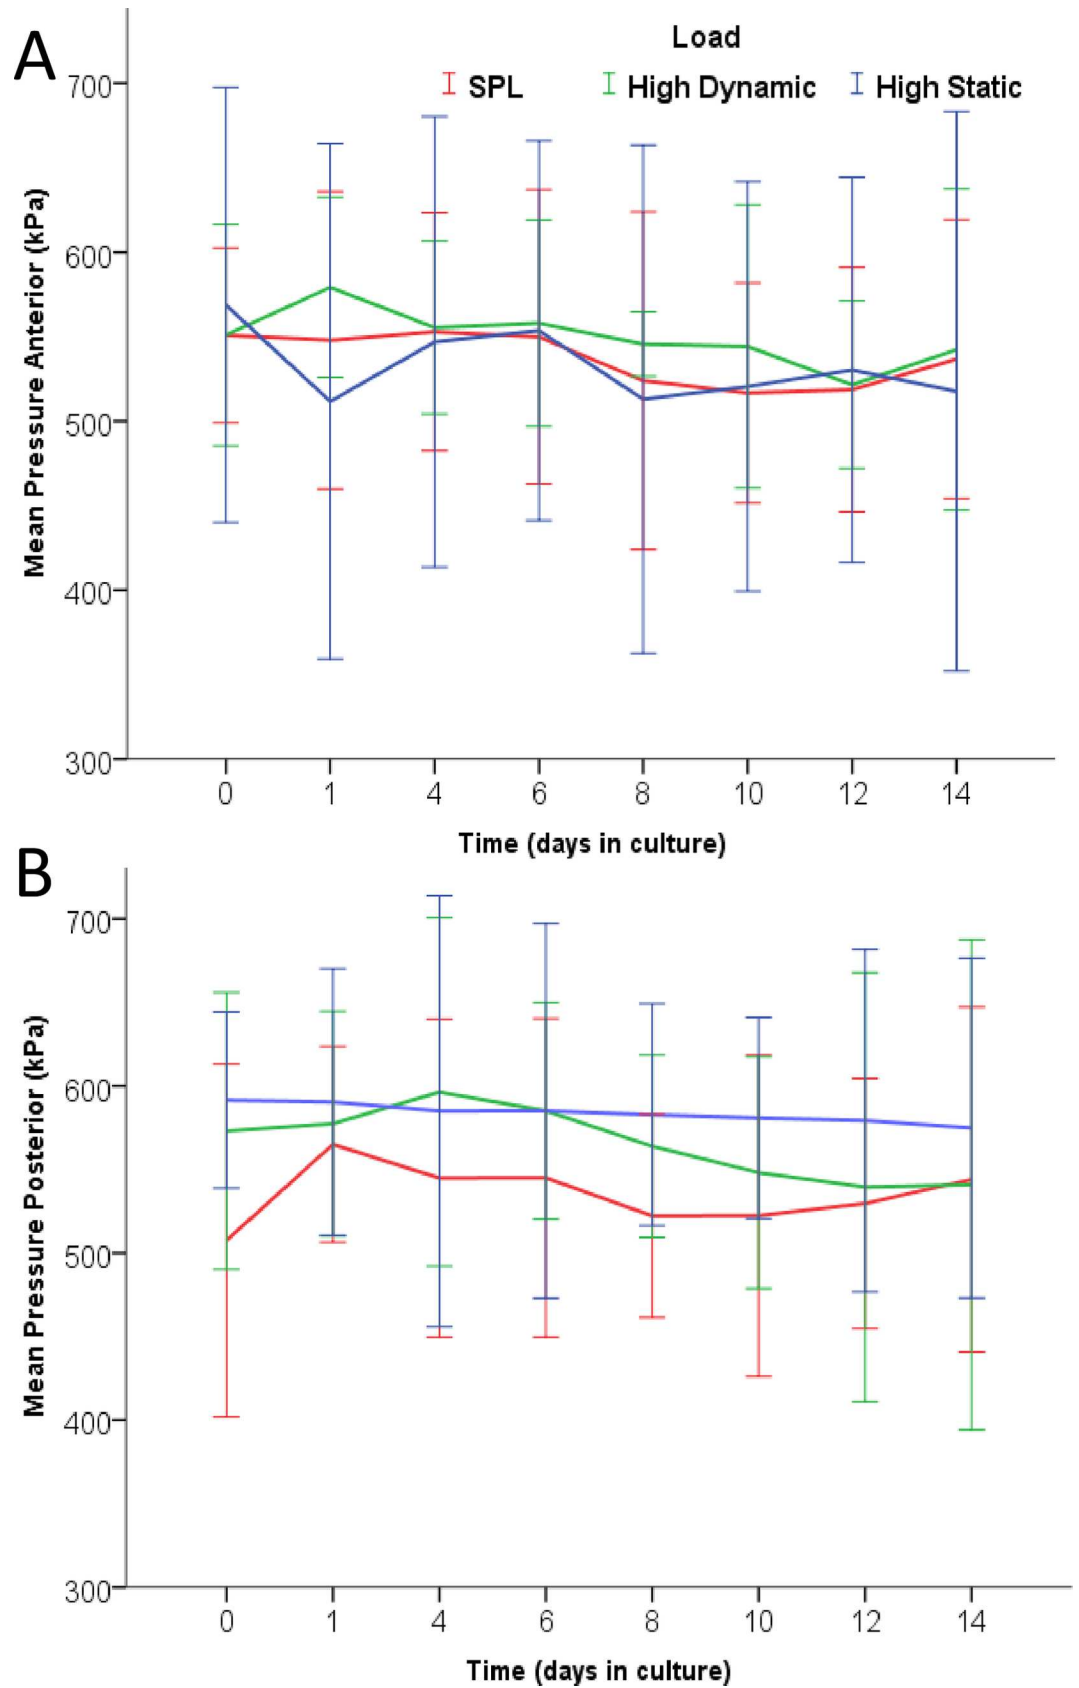 A
Load
SPL High Dynamic High Static
Mean Pressure Anterior (kPa)
700
600
500
400
300
0 1 4 6 8 10 12 14
Time (days in culture)
B
Mean Pressure Posterior (kPa)
700
600
500
400
300
0 1 4 6 8 10 12 14
Time (days in culture)